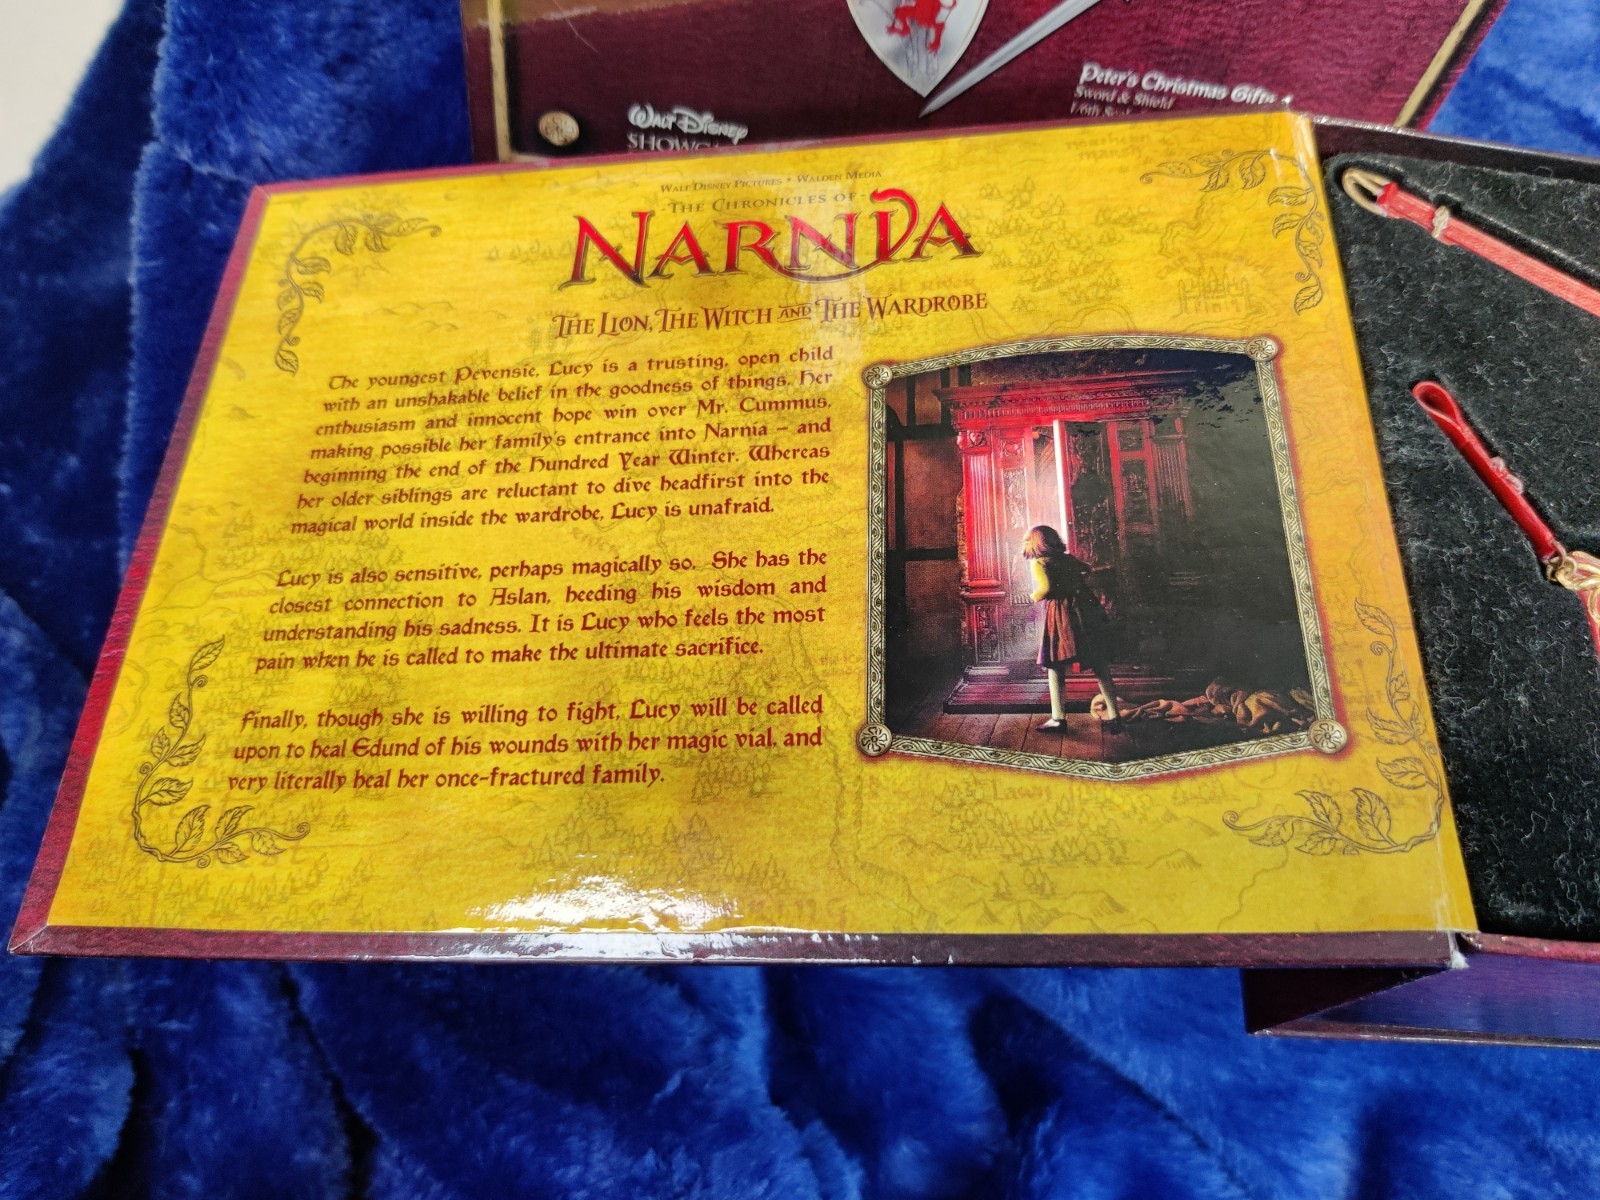 Peter's Christmas Gifts
Sword & Shield
WALT DISNEY
WALT DISNEY PICTURES • WALDEN MEDIA
-THE CHRONICLES OF-
NARNIA
THE LION, THE WITCH AND THE WARDROBE
The youngest Pevensie, Lucy is a trusting, open child
with an unshakable belief in the goodness of things. Her
enthusiasm and innocent hope win over Mr. Cummus,
making possible her family's entrance into Narnia – and
beginning the end of the Hundred Year Winter. Whereas
her older siblings are reluctant to dive headfirst into the
magical world inside the wardrobe, Lucy is unafraid.
Lucy is also sensitive, perhaps magically so. She has the
closest connection to Aslan, heeding his wisdom and
understanding his sadness. It is Lucy who feels the most
pain when he is called to make the ultimate sacrifice.
Finally, though she is willing to fight, Lucy will be called
upon to heal Edund of his wounds with her magic vial, and
very literally heal her once-fractured family.